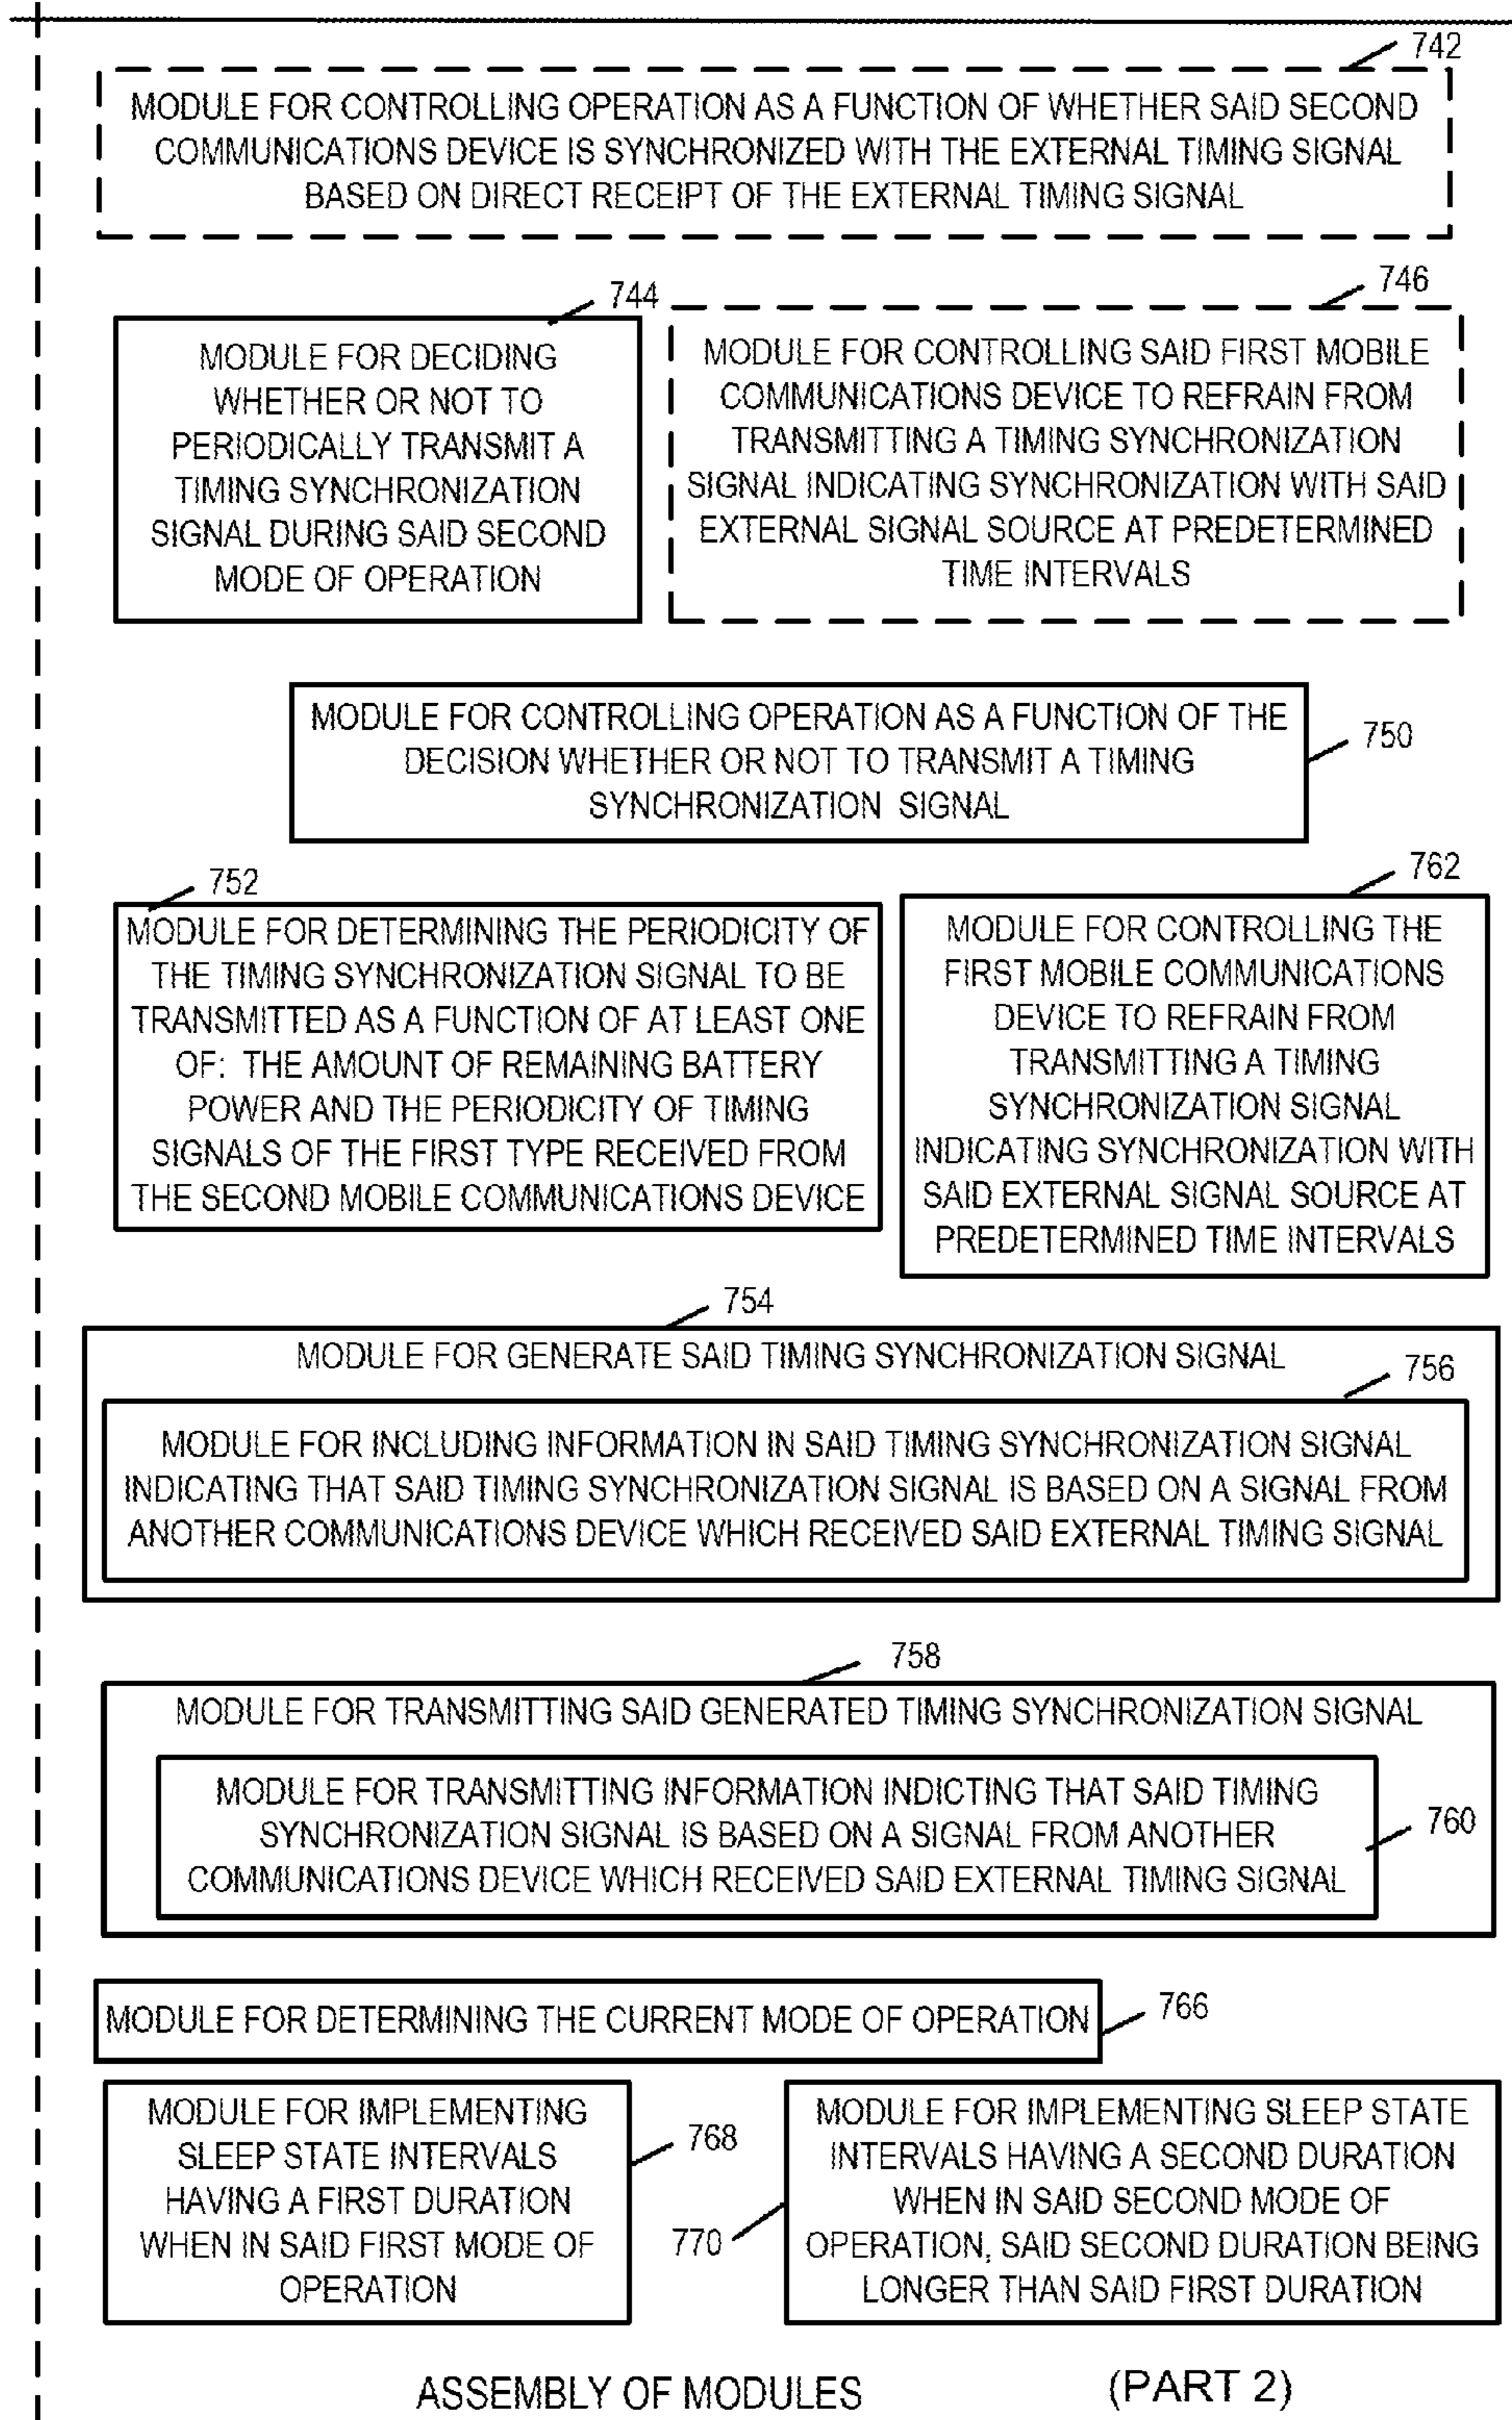 742
MODULE FOR CONTROLLING OPERATION AS A FUNCTION OF WHETHER SAID SECOND
COMMUNICATIONS DEVICE IS SYNCHRONIZED WITH THE EXTERNAL TIMING SIGNAL
BASED ON DIRECT RECEIPT OF THE EXTERNAL TIMING SIGNAL
744
MODULE FOR DECIDING
WHETHER OR NOT TO
PERIODICALLY TRANSMIT A
TIMING SYNCHRONIZATION
SIGNAL DURING SAID SECOND
MODE OF OPERATION
746
MODULE FOR CONTROLLING SAID FIRST MOBILE
COMMUNICATIONS DEVICE TO REFRAIN FROM
TRANSMITTING A TIMING SYNCHRONIZATION
SIGNAL INDICATING SYNCHRONIZATION WITH SAID
EXTERNAL SIGNAL SOURCE AT PREDETERMINED
TIME INTERVALS
MODULE FOR CONTROLLING OPERATION AS A FUNCTION OF THE
DECISION WHETHER OR NOT TO TRANSMIT A TIMING
SYNCHRONIZATION SIGNAL
750
752
MODULE FOR DETERMINING THE PERIODICITY OF
THE TIMING SYNCHRONIZATION SIGNAL TO BE
TRANSMITTED AS A FUNCTION OF AT LEAST ONE
OF: THE AMOUNT OF REMAINING BATTERY
POWER AND THE PERIODICITY OF TIMING
SIGNALS OF THE FIRST TYPE RECEIVED FROM
THE SECOND MOBILE COMMUNICATIONS DEVICE
762
MODULE FOR CONTROLLING THE
FIRST MOBILE COMMUNICATIONS
DEVICE TO REFRAIN FROM
TRANSMITTING A TIMING
SYNCHRONIZATION SIGNAL
INDICATING SYNCHRONIZATION WITH
SAID EXTERNAL SIGNAL SOURCE AT
PREDETERMINED TIME INTERVALS
754
MODULE FOR GENERATE SAID TIMING SYNCHRONIZATION SIGNAL
756
MODULE FOR INCLUDING INFORMATION IN SAID TIMING SYNCHRONIZATION SIGNAL
INDICATING THAT SAID TIMING SYNCHRONIZATION SIGNAL IS BASED ON A SIGNAL FROM
ANOTHER COMMUNICATIONS DEVICE WHICH RECEIVED SAID EXTERNAL TIMING SIGNAL
758
MODULE FOR TRANSMITTING SAID GENERATED TIMING SYNCHRONIZATION SIGNAL
MODULE FOR TRANSMITTING INFORMATION INDICTING THAT SAID TIMING
SYNCHRONIZATION SIGNAL IS BASED ON A SIGNAL FROM ANOTHER
COMMUNICATIONS DEVICE WHICH RECEIVED SAID EXTERNAL TIMING SIGNAL
760
MODULE FOR DETERMINING THE CURRENT MODE OF OPERATION
766
MODULE FOR IMPLEMENTING
SLEEP STATE INTERVALS
HAVING A FIRST DURATION
WHEN IN SAID FIRST MODE OF
OPERATION
768
770
MODULE FOR IMPLEMENTING SLEEP STATE
INTERVALS HAVING A SECOND DURATION
WHEN IN SAID SECOND MODE OF
OPERATION, SAID SECOND DURATION BEING
LONGER THAN SAID FIRST DURATION
ASSEMBLY OF MODULES (PART 2)